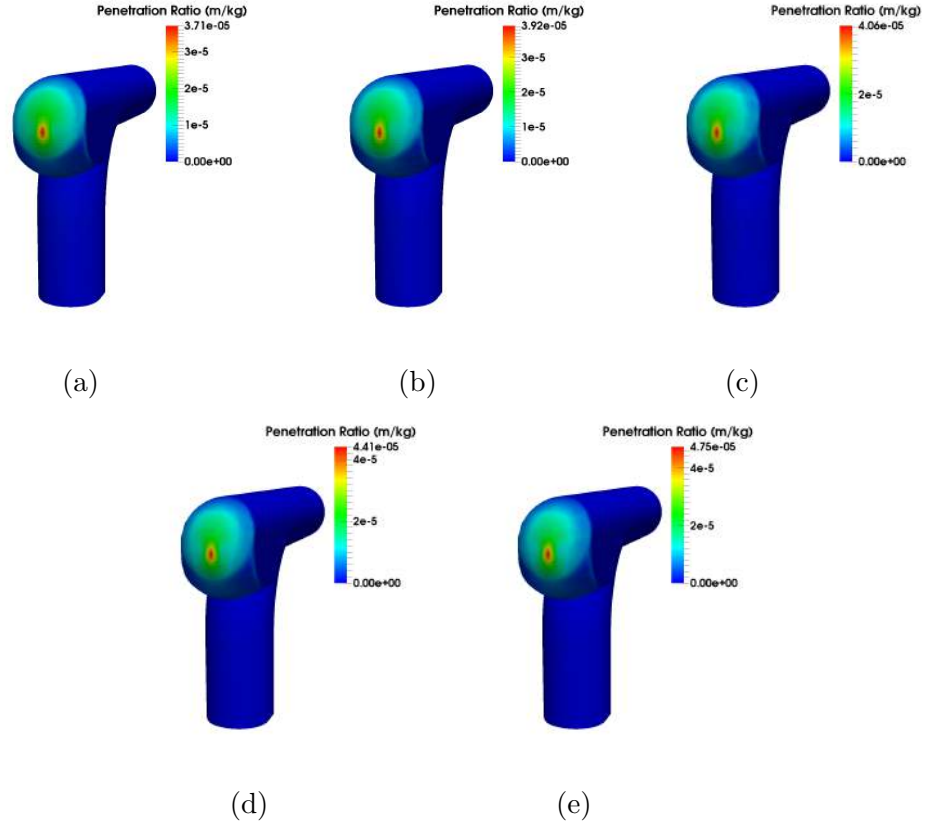 Penetration Ratio (m/kg)
3.71e-05
3e-5
2e-5
1e-5
0.00e+00
(a)
Penetration Ratio (m/kg)
3.92e-05
3e-5
2e-5
1e-5
0.00e+00
(b)
Penetration Ratio (m/kg)
4.06e-05
2e-5
0.00e+00
(c)
Penetration Ratio (m/kg)
4.41e-05
4e-5
2e-5
0.00e+00
(d)
Penetration Ratio (m/kg)
4.75e-05
4e-5
2e-5
0.00e+00
(e)